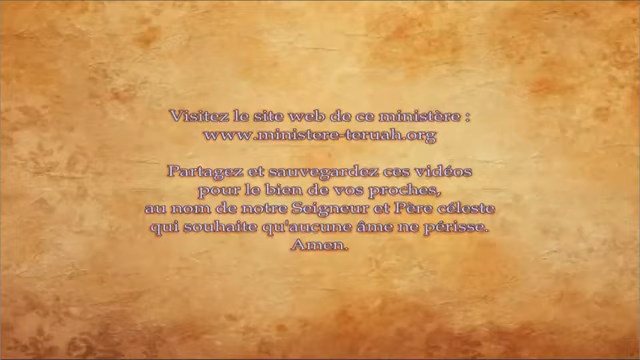 Visitez le site web de ce ministère :
www.ministere-teruah.org
Partagez et sauvegardez ces vidéos
pour le bien de vos proches,
au nom de notre Seigneur et Père céleste
qui souhaite qu'aucune âme ne périsse.
Amen.